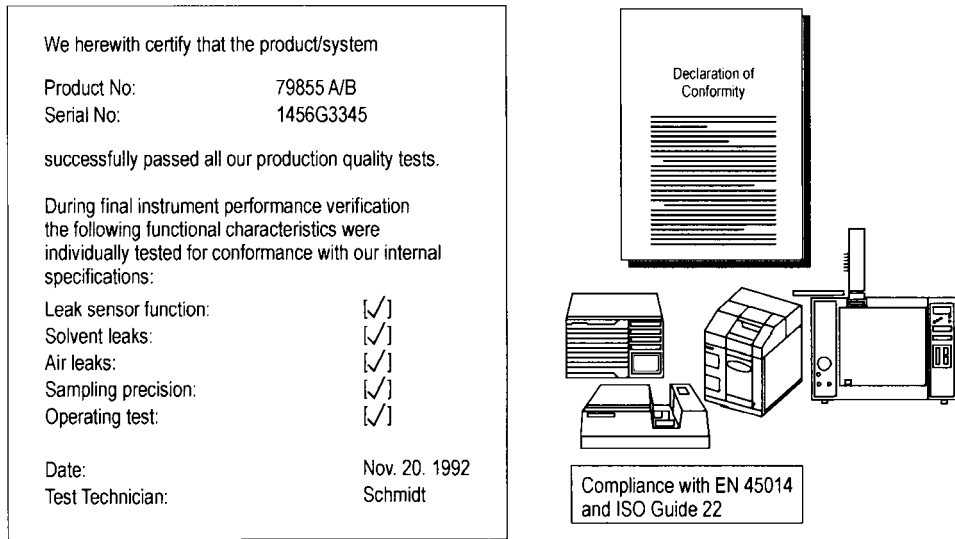 We herewith certify that the product/system
Product No: 79855 A/B
Serial No: 1456G3345
successfully passed all our production quality tests.
During final instrument performance verification
the following functional characteristics were
individually tested for conformance with our internal
specifications:
Leak sensor function: [✓]
Solvent leaks: [✓]
Air leaks: [✓]
Sampling precision: [✓]
Operating test: [✓]
Date: Nov. 20. 1992
Test Technician: Schmidt
Declaration of
Conformity
Compliance with EN 45014
and ISO Guide 22